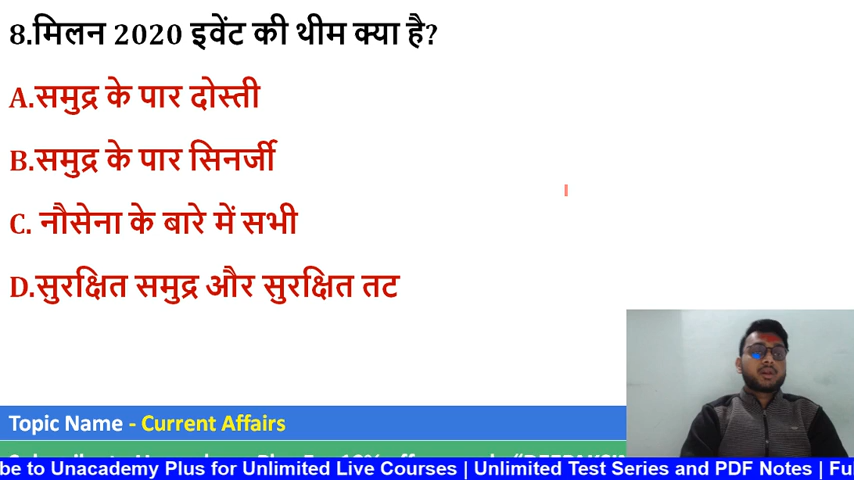 8.मिलन 2020 इवेंट की थीम क्या है?
A.समुद्र के पार दोस्ती
B.समुद्र के पार सिनर्जी
C. नौसेना के बारे में सभी
D.सुरक्षित समुद्र और सुरक्षित तट
Topic Name - Current Affairs
be to Unacademy Plus for Unlimited Live Courses | Unlimited Test Series and PDF Notes | Fu